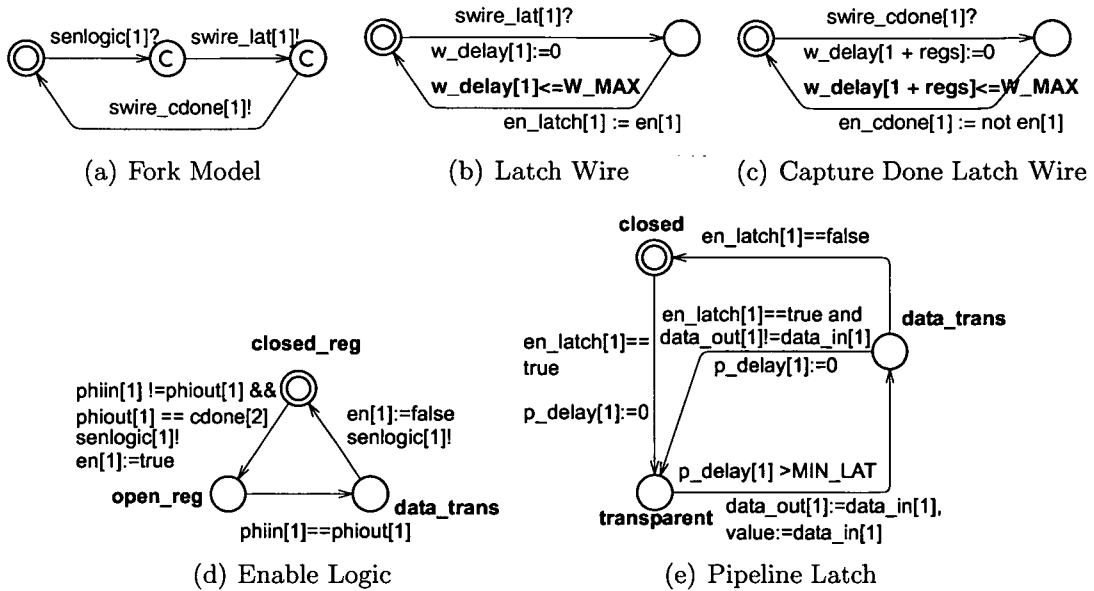 senlogic[1]?
swire_lat[1]!
C
C
swire_cdone[1]!
(a) Fork Model
swire_lat[1]?
w_delay[1]:=0
w_delay[1]<=W_MAX
en_latch[1] := en[1]
(b) Latch Wire
swire_cdone[1]?
w_delay[1 + regs]:=0
w_delay[1 + regs]<=W_MAX
en_cdone[1] := not en[1]
(c) Capture Done Latch Wire
closed_reg
phiin[1] !=phiout[1] &&
phiout[1] == cdone[2]
senlogic[1]!
en[1]:=true
en[1]:=false
senlogic[1]!
open_reg
data_trans
phiin[1]==phiout[1]
(d) Enable Logic
closed
en_latch[1]==false
en_latch[1]==true and
data_out[1]!=data_in[1]
p_delay[1]:=0
data_trans
en_latch[1]==
true
p_delay[1]:=0
p_delay[1] >MIN_LAT
transparent
data_out[1]:=data_in[1],
value:=data_in[1]
(e) Pipeline Latch